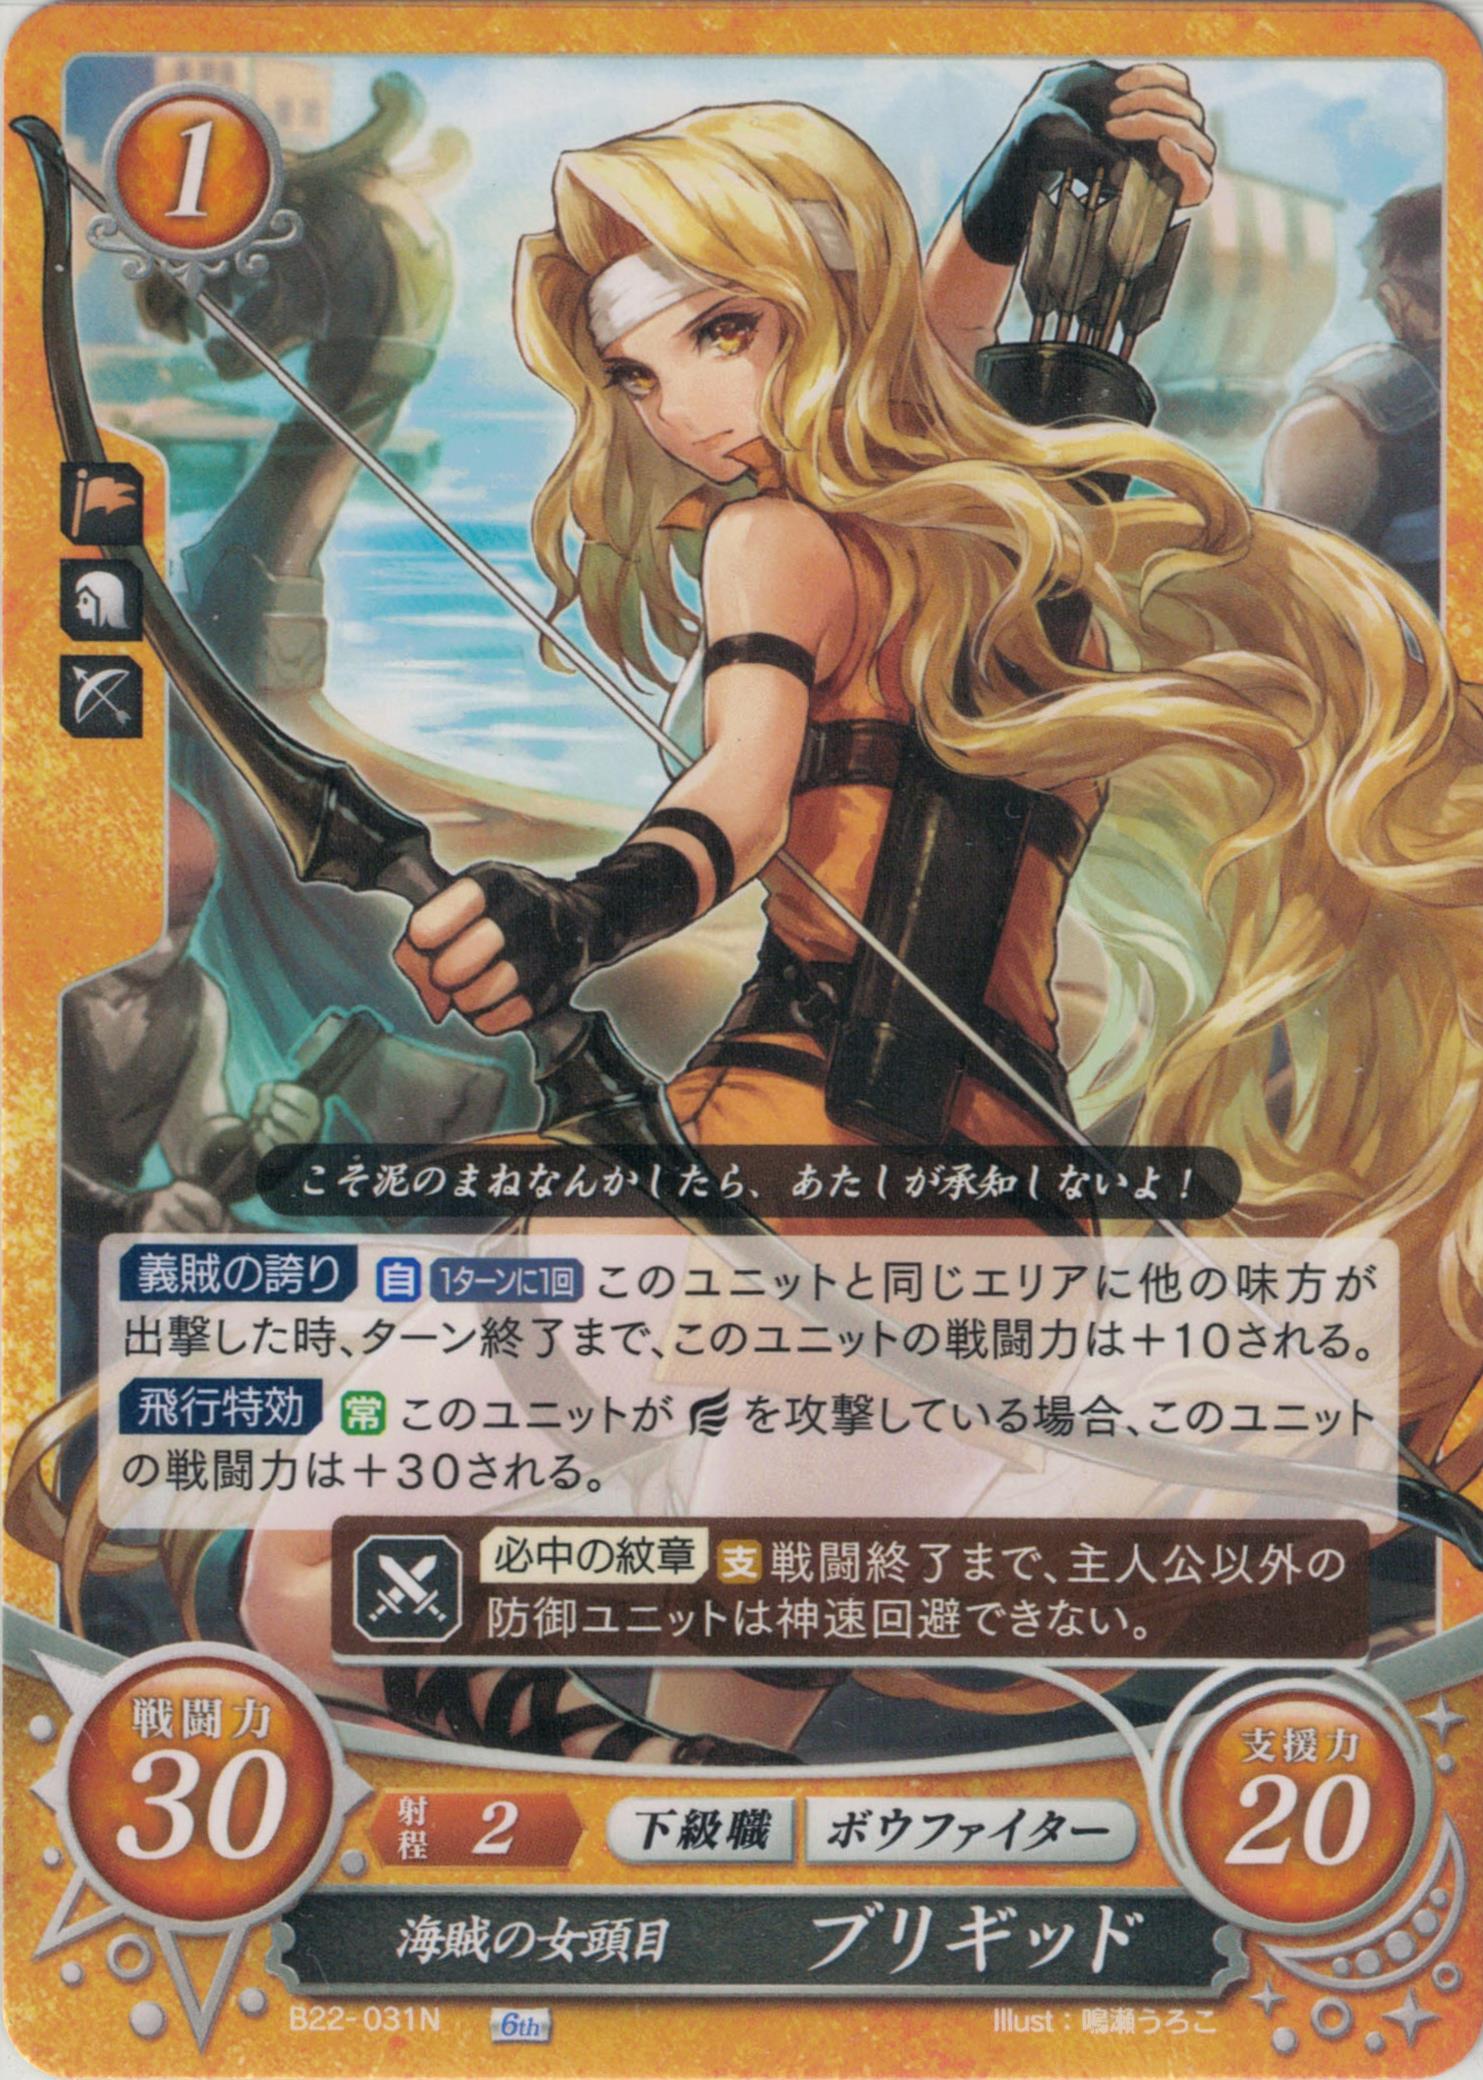 1
こそ泥のまねなんかしたら、あたしが承知しないよ！
義賊の誇り 自 1ターンに1回 このユニットと同じエリアに他の味方が
出撃した時、ターン終了まで、このユニットの戦闘力は＋10される。
飛行特効 常 このユニットが を攻撃している場合、このユニット
の戦闘力は＋30される。
必中の紋章 支 戦闘終了まで、主人公以外の
防御ユニットは神速回避できない。
戦闘力
30
支援力
20
射程 2
下級職 ボウファイター
海賊の女頭目 ブリギッド
B22-031N 6th Illust：鳴瀬うろこ